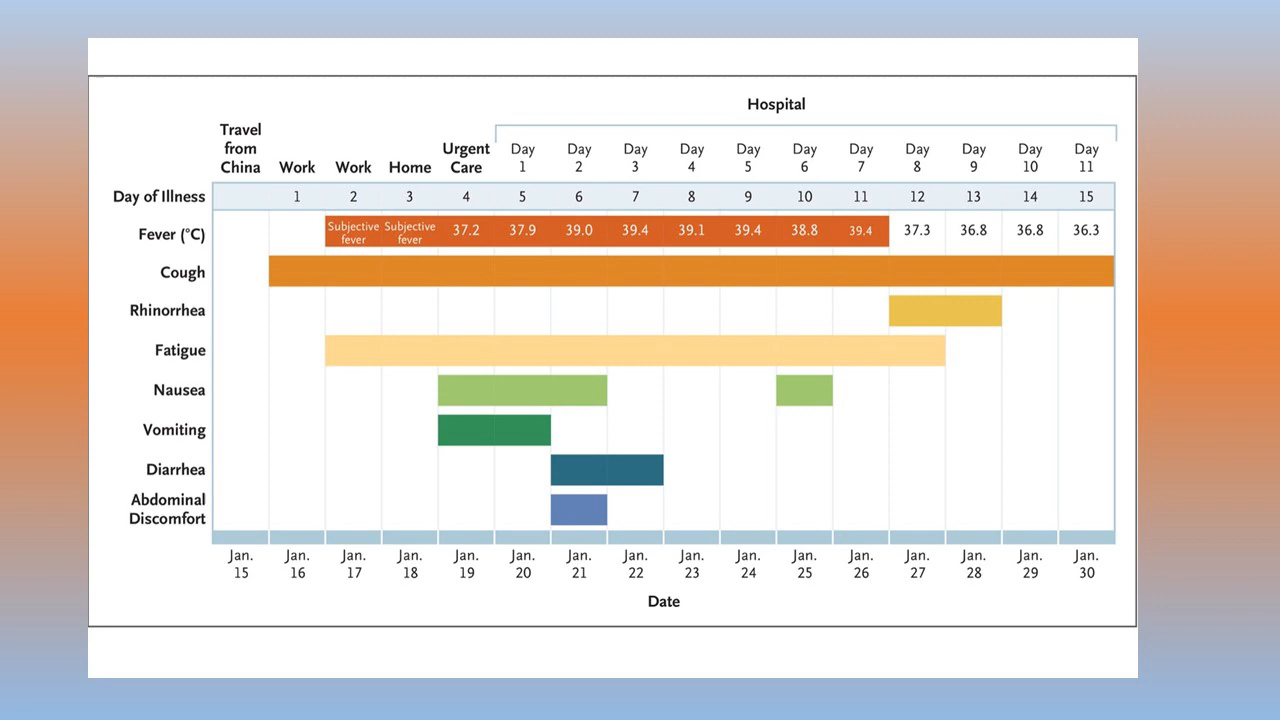 Hospital
Travel from China Work Work Home Urgent Care Day 1 Day 2 Day 3 Day 4 Day 5 Day 6 Day 7 Day 8 Day 9 Day 10 Day 11
Day of Illness 1 2 3 4 5 6 7 8 9 10 11 12 13 14 15
Fever (°C) Subjective fever Subjective fever 37.2 37.9 39.0 39.4 39.1 39.4 38.8 39.4 37.3 36.8 36.8 36.3
Cough
Rhinorrhea
Fatigue
Nausea
Vomiting
Diarrhea
Abdominal
Discomfort
Jan. 15 Jan. 16 Jan. 17 Jan. 18 Jan. 19 Jan. 20 Jan. 21 Jan. 22 Jan. 23 Jan. 24 Jan. 25 Jan. 26 Jan. 27 Jan. 28 Jan. 29 Jan. 30
Date